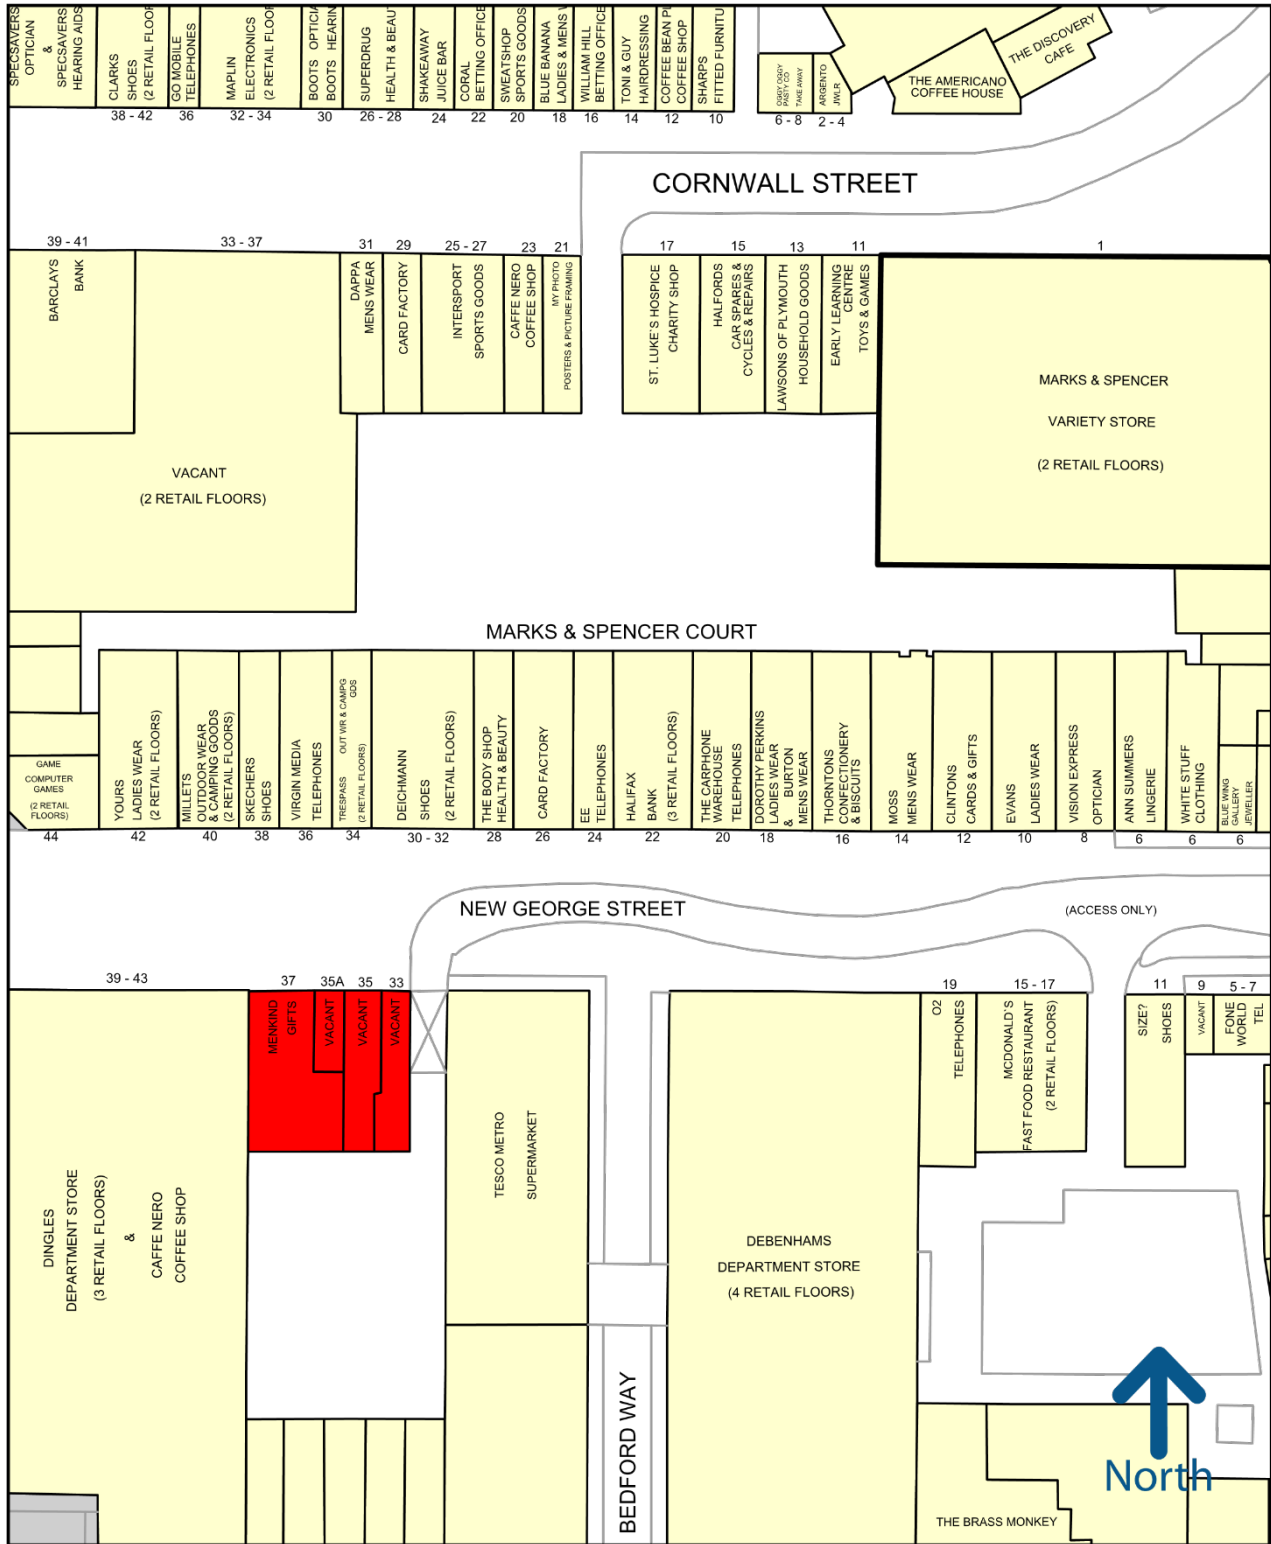 SPECSAVERS
OPTICIAN
&
SPECSAVERS
HEARING AIDS
CLARKS
SHOES
(2 RETAIL FLOOR
38 - 42
GO MOBILE
TELEPHONES
36
MAPLIN
ELECTRONICS
(2 RETAIL FLOOR
32 - 34
BOOTS OPTICIA
BOOTS HEARIN
30
SUPERDRUG
HEALTH & BEAUT
26 - 28
SHAKEAWAY
JUICE BAR
24
CORAL
BETTING OFFICE
22
SWEATSHOP
SPORTS GOODS
20
BLUE BANANA
LADIES & MENS
18
WILLIAM HILL
BETTING OFFICE
16
TONI & GUY
HAIRDRESSING
14
COFFEE BEAN PL
COFFEE SHOP
12
SHARPS
FITTED FURNITU
10
OGGY OGGY
PASTY CO
TAKE AWAY
6 - 8
ARGENTO
JWLR
2 - 4
THE AMERICANO
COFFEE HOUSE
THE DISCOVERY
CAFE
CORNWALL STREET
39 - 41
BARCLAYS
BANK
33 - 37
VACANT
(2 RETAIL FLOORS)
31
DAPPA
MENS WEAR
29
CARD FACTORY
25 - 27
INTERSPORT
SPORTS GOODS
23
CAFFE NERO
COFFEE SHOP
21
MY PHOTO
POSTERS & PICTURE FRAMING
17
ST. LUKE`S HOSPICE
CHARITY SHOP
15
HALFORDS
CAR SPARES &
CYCLES & REPAIRS
13
LAWSONS OF PLYMOUTH
HOUSEHOLD GOODS
11
EARLY LEARNING
CENTRE
TOYS & GAMES
1
MARKS & SPENCER
VARIETY STORE
(2 RETAIL FLOORS)
MARKS & SPENCER COURT
GAME
COMPUTER
GAMES
(2 RETAIL
FLOORS)
44
YOURS
LADIES WEAR
(2 RETAIL FLOORS)
42
MILLETS
OUTDOOR WEAR
& CAMPING GOODS
(2 RETAIL FLOORS)
40
SKECHERS
SHOES
38
VIRGIN MEDIA
TELEPHONES
36
TRESPASS OUT WR & CAMPG
GDS
(2 RETAIL FLOORS)
34
DEICHMANN
SHOES
(2 RETAIL FLOORS)
30 - 32
THE BODY SHOP
HEALTH & BEAUTY
28
CARD FACTORY
26
EE
TELEPHONES
24
HALIFAX
BANK
(3 RETAIL FLOORS)
22
THE CARPHONE
WAREHOUSE
TELEPHONES
20
DOROTHY PERKINS
LADIES WEAR
& BURTON
MENS WEAR
18
THORNTONS
CONFECTIONERY
& BISCUITS
16
MOSS
MENS WEAR
14
CLINTONS
CARDS & GIFTS
12
EVANS
LADIES WEAR
10
VISION EXPRESS
OPTICIAN
8
ANN SUMMERS
LINGERIE
6
WHITE STUFF
CLOTHING
6
BLUE WING
GALLERY
JEWELLER
6
NEW GEORGE STREET
(ACCESS ONLY)
39 - 43
DINGLES
DEPARTMENT STORE
(3 RETAIL FLOORS)
&
CAFFE NERO
COFFEE SHOP
37
MENKIND
GIFTS
35A
VACANT
35
VACANT
33
VACANT
TESCO METRO
SUPERMARKET
BEDFORD WAY
DEBENHAMS
DEPARTMENT STORE
(4 RETAIL FLOORS)
19
O2
TELEPHONES
15 - 17
MCDONALD`S
FAST FOOD RESTAURANT
(2 RETAIL FLOORS)
11
SIZE?
SHOES
9
VACANT
5 - 7
FONE
WORLD
TEL
THE BRASS MONKEY
North